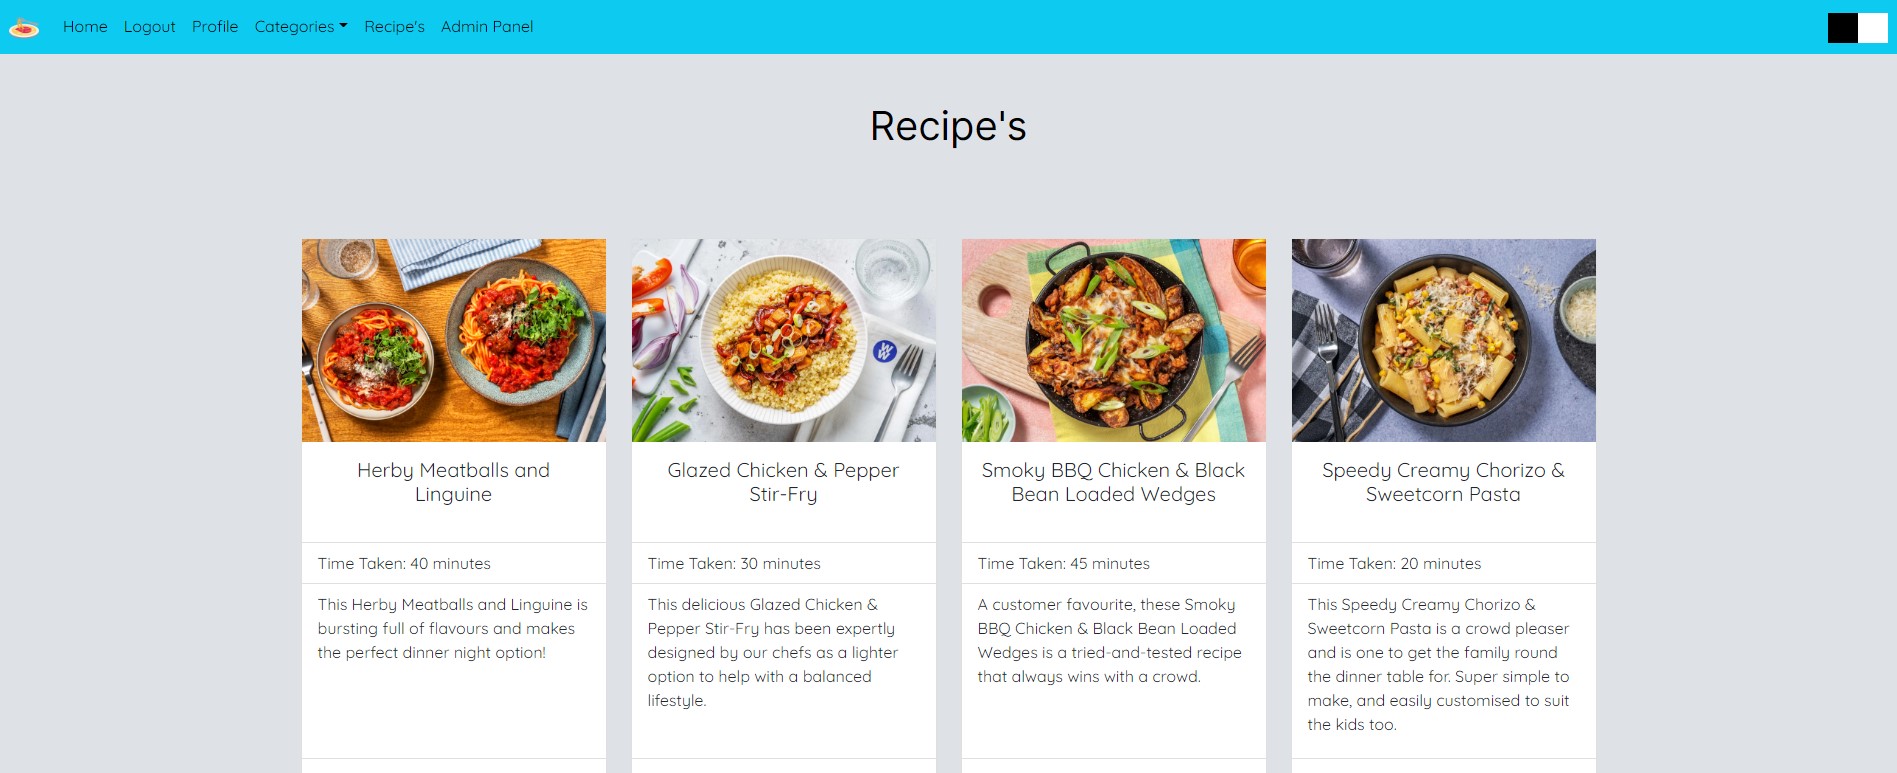 Home Logout Profile Categories Recipe's Admin Panel
Recipe's
Herby Meatballs and
Linguine
Time Taken: 40 minutes
This Herby Meatballs and Linguine is
bursting full of flavours and makes
the perfect dinner night option!
Glazed Chicken & Pepper
Stir-Fry
Time Taken: 30 minutes
This delicious Glazed Chicken &
Pepper Stir-Fry has been expertly
designed by our chefs as a lighter
option to help with a balanced
lifestyle.
Smoky BBQ Chicken & Black
Bean Loaded Wedges
Time Taken: 45 minutes
A customer favourite, these Smoky
BBQ Chicken & Black Bean Loaded
Wedges is a tried-and-tested recipe
that always wins with a crowd.
Speedy Creamy Chorizo &
Sweetcorn Pasta
Time Taken: 20 minutes
This Speedy Creamy Chorizo &
Sweetcorn Pasta is a crowd pleaser
and is one to get the family round
the dinner table for. Super simple to
make, and easily customised to suit
the kids too.
WW